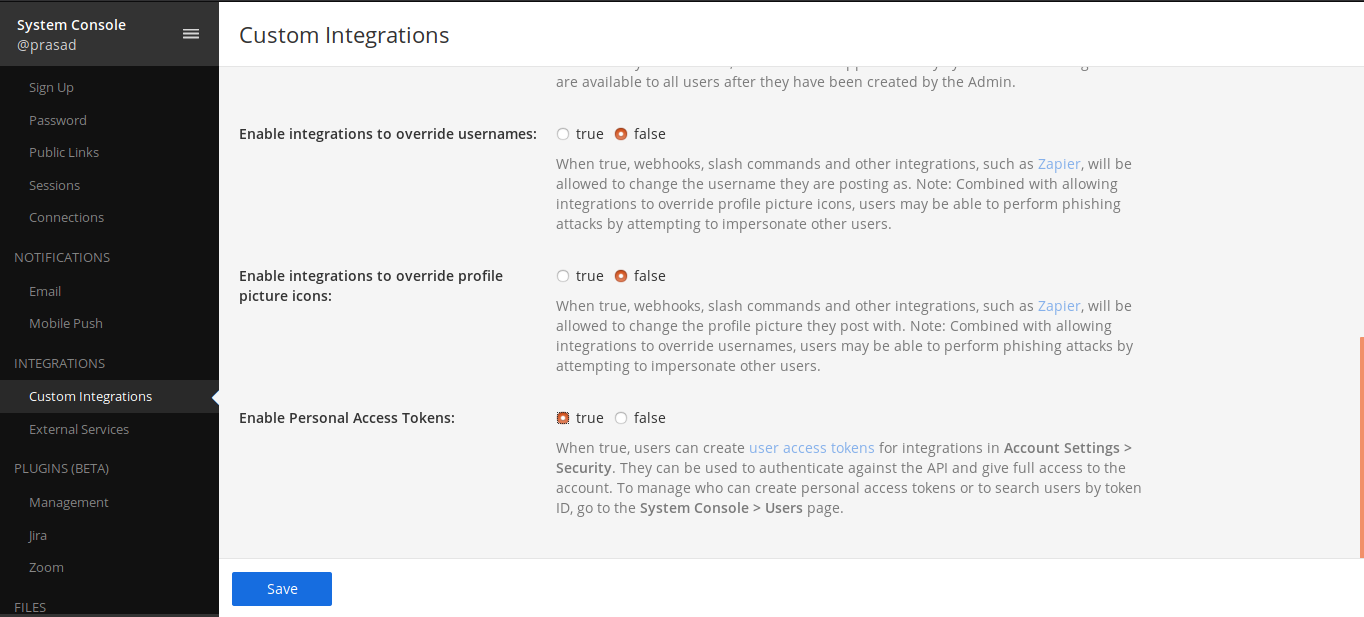 System Console
@prasad
Sign Up
Password
Public Links
Sessions
Connections
NOTIFICATIONS
Email
Mobile Push
INTEGRATIONS
Custom Integrations
External Services
PLUGINS (BETA)
Management
Jira
Zoom
FILES
Custom Integrations
are available to all users after they have been created by the Admin.
Enable integrations to override usernames:
true false
When true, webhooks, slash commands and other integrations, such as Zapier, will be
allowed to change the username they are posting as. Note: Combined with allowing
integrations to override profile picture icons, users may be able to perform phishing
attacks by attempting to impersonate other users.
Enable integrations to override profile
picture icons:
true false
When true, webhooks, slash commands and other integrations, such as Zapier, will be
allowed to change the profile picture they post with. Note: Combined with allowing
integrations to override usernames, users may be able to perform phishing attacks by
attempting to impersonate other users.
Enable Personal Access Tokens:
true false
When true, users can create user access tokens for integrations in Account Settings >
Security. They can be used to authenticate against the API and give full access to the
account. To manage who can create personal access tokens or to search users by token
ID, go to the System Console > Users page.
Save